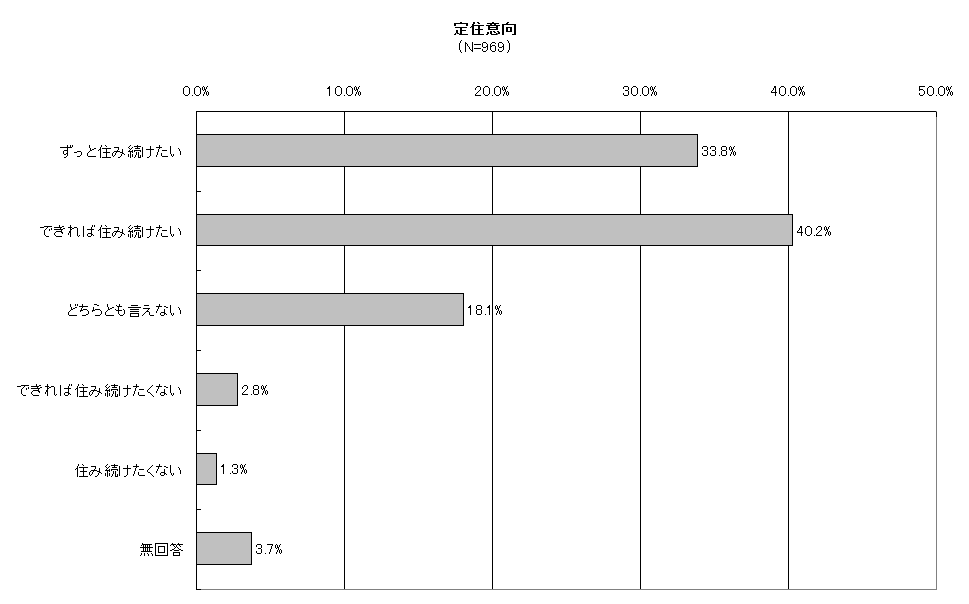 定住意向
（N=969）
0.0% 10.0% 20.0% 30.0% 40.0% 50.0%
ずっと住み続けたい 33.8%
できれば住み続けたい 40.2%
どちらとも言えない 18.1%
できれば住み続けたくない 2.8%
住み続けたくない 1.3%
無回答 3.7%